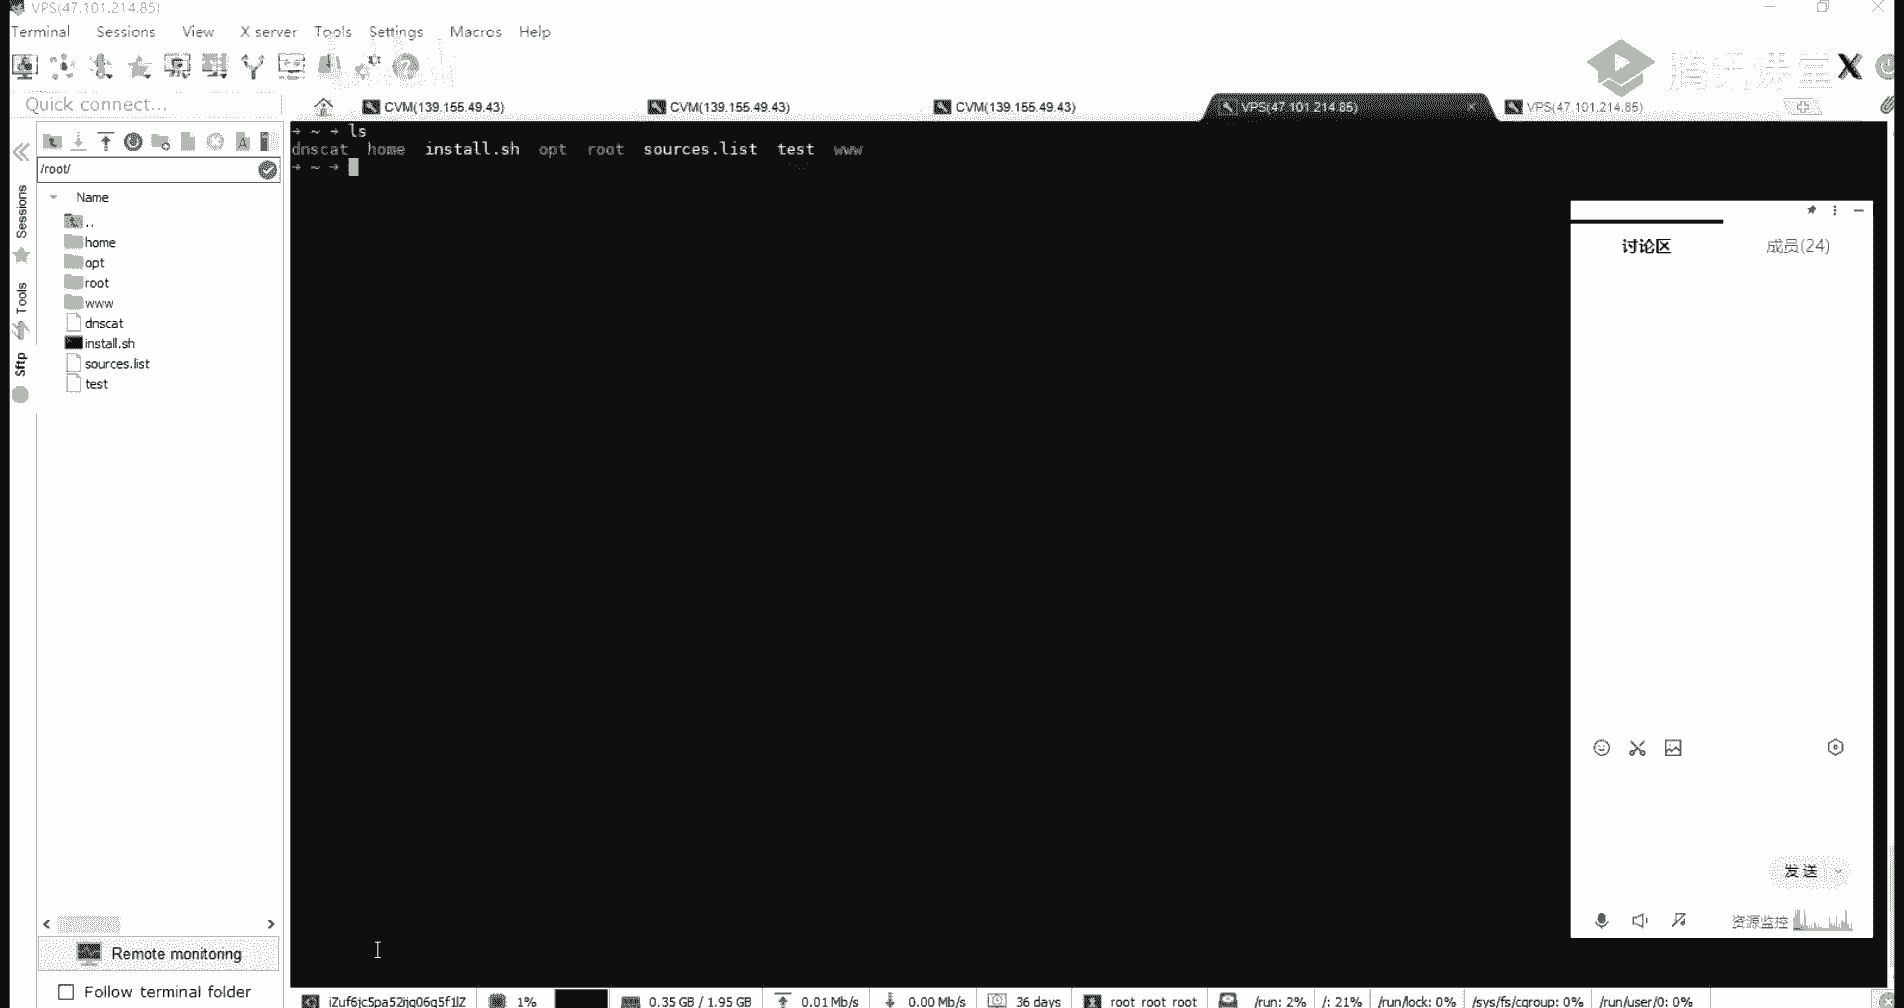 VPS(47.101.214.85)
Terminal Sessions View X server Tools Settings Macros Help
腾讯课堂
Quick connect...
CVM(139.155.49.43) CVM(139.155.49.43) CVM(139.155.49.43) VPS(47.101.214.85) VPS(47.101.214.85)
→ ~ → ls
dnscat home install.sh opt root sources.list test www
→ ~ →
/root/
Name
..
home
opt
root
www
dnscat
install.sh
sources.list
test
Sessions
Tools
Sftp
讨论区 成员(24)
发送
资源监控
Remote monitoring
Follow terminal folder
1% 0.35 GB / 1.95 GB 0.01 Mb/s 0.00 Mb/s 36 days root root root /run: 2% /: 21% /run/lock: 0% /sys/fs/cgroup: 0% /run/user/0: 0%